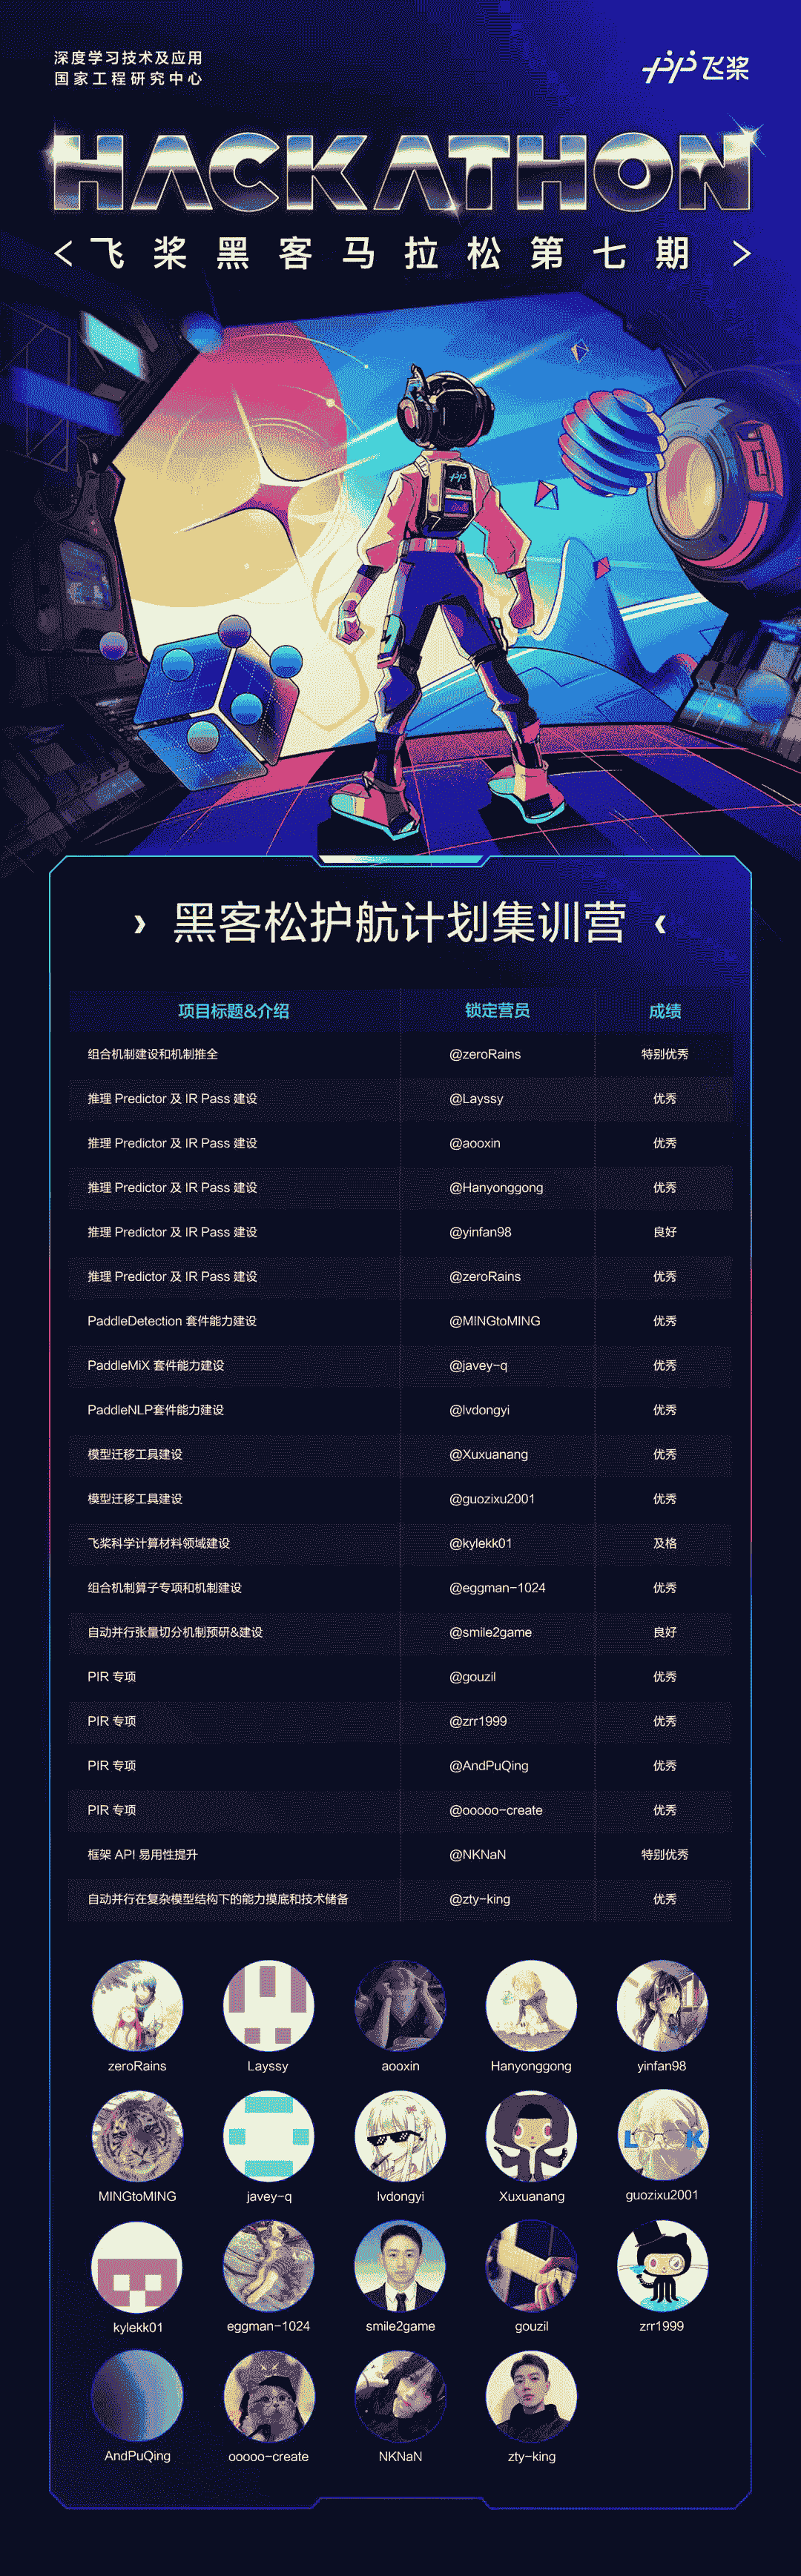 深度学习技术及应用
国家工程研究中心
飞桨
HACKATHON
< 飞桨黑客马拉松第七期 >
› 黑客松护航计划集训营 ‹
项目标题&介绍 锁定营员 成绩
组合机制建设和机制推全 @zeroRains 特别优秀
推理 Predictor 及 IR Pass 建设 @Layssy 优秀
推理 Predictor 及 IR Pass 建设 @aooxin 优秀
推理 Predictor 及 IR Pass 建设 @Hanyonggong 优秀
推理 Predictor 及 IR Pass 建设 @yinfan98 良好
推理 Predictor 及 IR Pass 建设 @zeroRains 优秀
PaddleDetection 套件能力建设 @MINGtoMING 优秀
PaddleMiX 套件能力建设 @javey-q 优秀
PaddleNLP套件能力建设 @lvdongyi 优秀
模型迁移工具建设 @Xuxuanang 优秀
模型迁移工具建设 @guozixu2001 优秀
飞桨科学计算材料领域建设 @kylekk01 及格
组合机制算子专项和机制建设 @eggman-1024 优秀
自动并行张量切分机制预研&建设 @smile2game 良好
PIR 专项 @gouzil 优秀
PIR 专项 @zrr1999 优秀
PIR 专项 @AndPuQing 优秀
PIR 专项 @ooooo-create 优秀
框架 API 易用性提升 @NKNaN 特别优秀
自动并行在复杂模型结构下的能力摸底和技术储备 @zty-king 优秀
zeroRains Layssy aooxin Hanyonggong yinfan98
L K
MINGtoMING javey-q lvdongyi Xuxuanang guozixu2001
kylekk01 eggman-1024 smile2game gouzil zrr1999
AndPuQing ooooo-create NKNaN zty-king